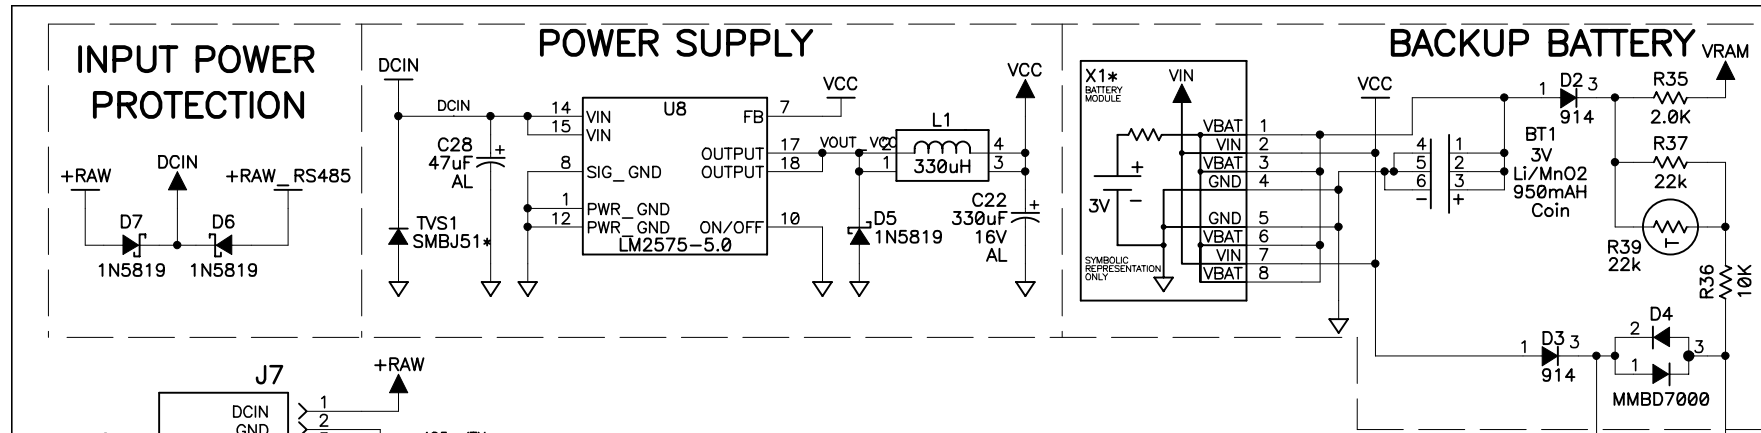 INPUT POWER
PROTECTION
+RAW
DCIN
+RAW_RS485
D7
D6
1N5819
1N5819
POWER SUPPLY
DCIN
DCIN
C28
47uF
AL
+
TVS1
SMBJ51*
U8
14
VIN
15
VIN
8
SIG_GND
1
PWR_GND
12
PWR_GND
FB
7
OUTPUT
17
OUTPUT
18
ON/OFF
10
LM2575-5.0
VCC
VOUT_VCC
L1
2
1
330uH
4
3
D5
1N5819
VCC
C22
330uF
16V
AL
+
BACKUP BATTERY
X1*
BATTERY
MODULE
VIN
3V
+
-
SYMBOLIC
REPRESENTATION
ONLY
VBAT 1
VIN 2
VBAT 3
GND 4
GND 5
VBAT 6
VIN 7
VBAT 8
VCC
4
5
6
-
1
2
3
+
BT1
3V
Li/MnO2
950mAH
Coin
1
D2
3
914
VRAM
R35
2.0K
R37
22k
T
R39
22k
R36
10K
1
D3
3
914
D4
2
1
3
MMBD7000
J7
+RAW
DCIN
1
GND
2